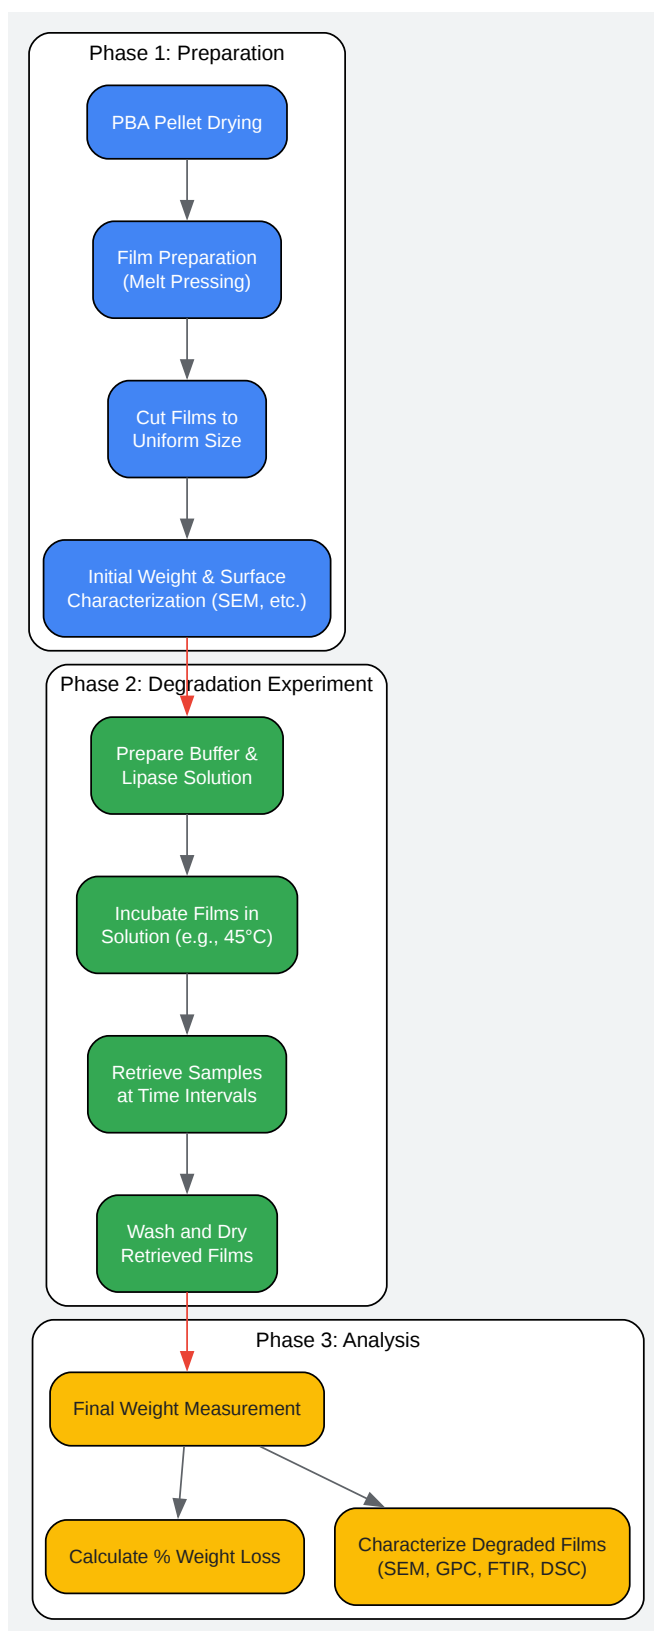 Phase 1: Preparation
PBA Pellet Drying
Film Preparation
(Melt Pressing)
Cut Films to
Uniform Size
Initial Weight & Surface
Characterization (SEM, etc.)
Phase 2: Degradation Experiment
Prepare Buffer &
Lipase Solution
Incubate Films in
Solution (e.g., 45°C)
Retrieve Samples
at Time Intervals
Wash and Dry
Retrieved Films
Phase 3: Analysis
Final Weight Measurement
Calculate % Weight Loss
Characterize Degraded Films
(SEM, GPC, FTIR, DSC)